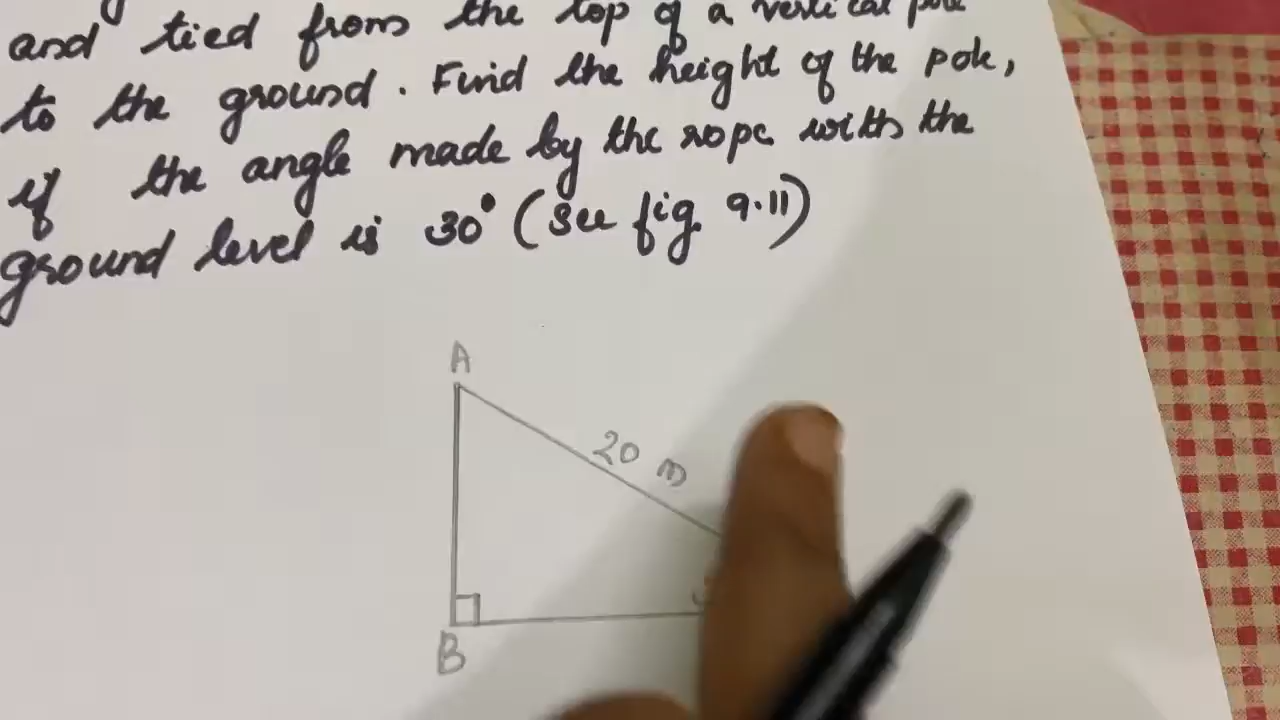 and tied from the top of a vertical pole
to the ground. Find the height of the pole,
if the angle made by the rope with the
ground level is 30° (See fig. 9.11)
A
20 m
B